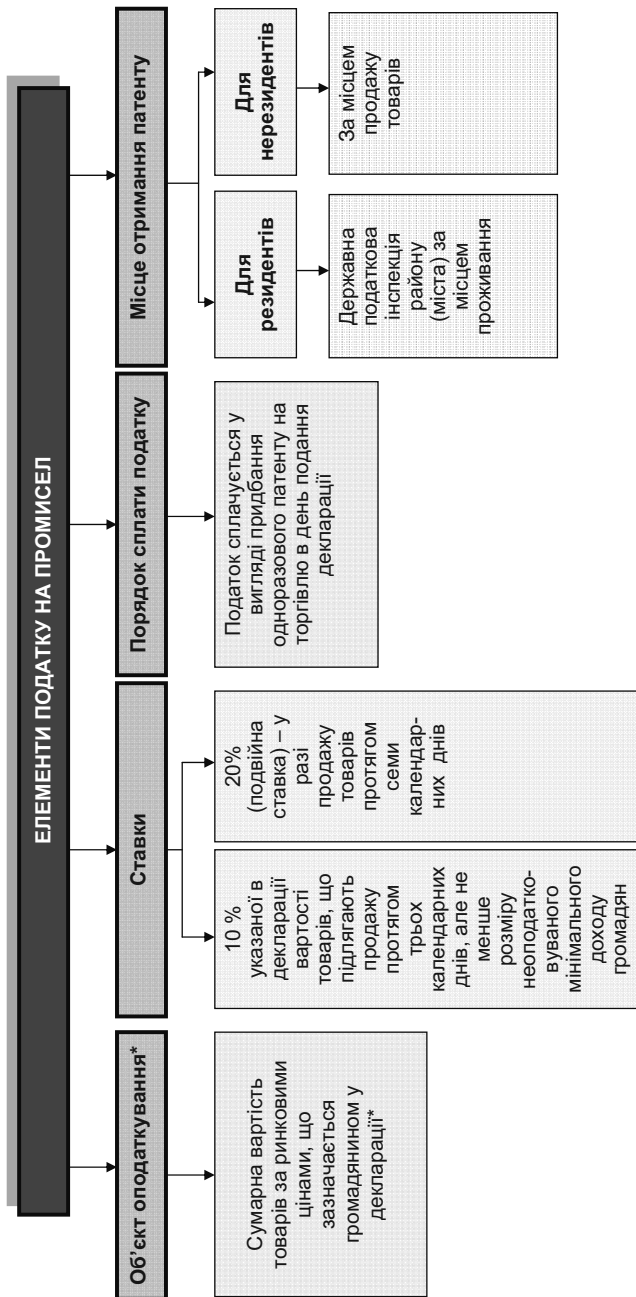 ЕЛЕМЕНТИ ПОДАТКУ НА ПРОМИСЕЛ
Об’єкт оподаткування*
Сумарна вартість
товарів за ринковими
цінами, що
зазначається
громадянином у
декларації*
Ставки
10 %
указаної в
декларації
вартості
товарів, що
підлягають
продажу
протягом
трьох
календарних
днів, але не
менше
розміру
неоподатко-
вуваного
мінімального
доходу
громадян
20%
(подвійна
ставка) – у
разі
продажу
товарів
протягом
семи
календар-
них днів
Порядок сплати податку
Податок сплачується у
вигляді придбання
одноразового патенту на
торгівлю в день подання
декларації
Місце отримання патенту
Для
резидентів
Державна
податкова
інспекція
району
(міста) за
місцем
проживання
Для
нерезидентів
За місцем
продажу
товарів